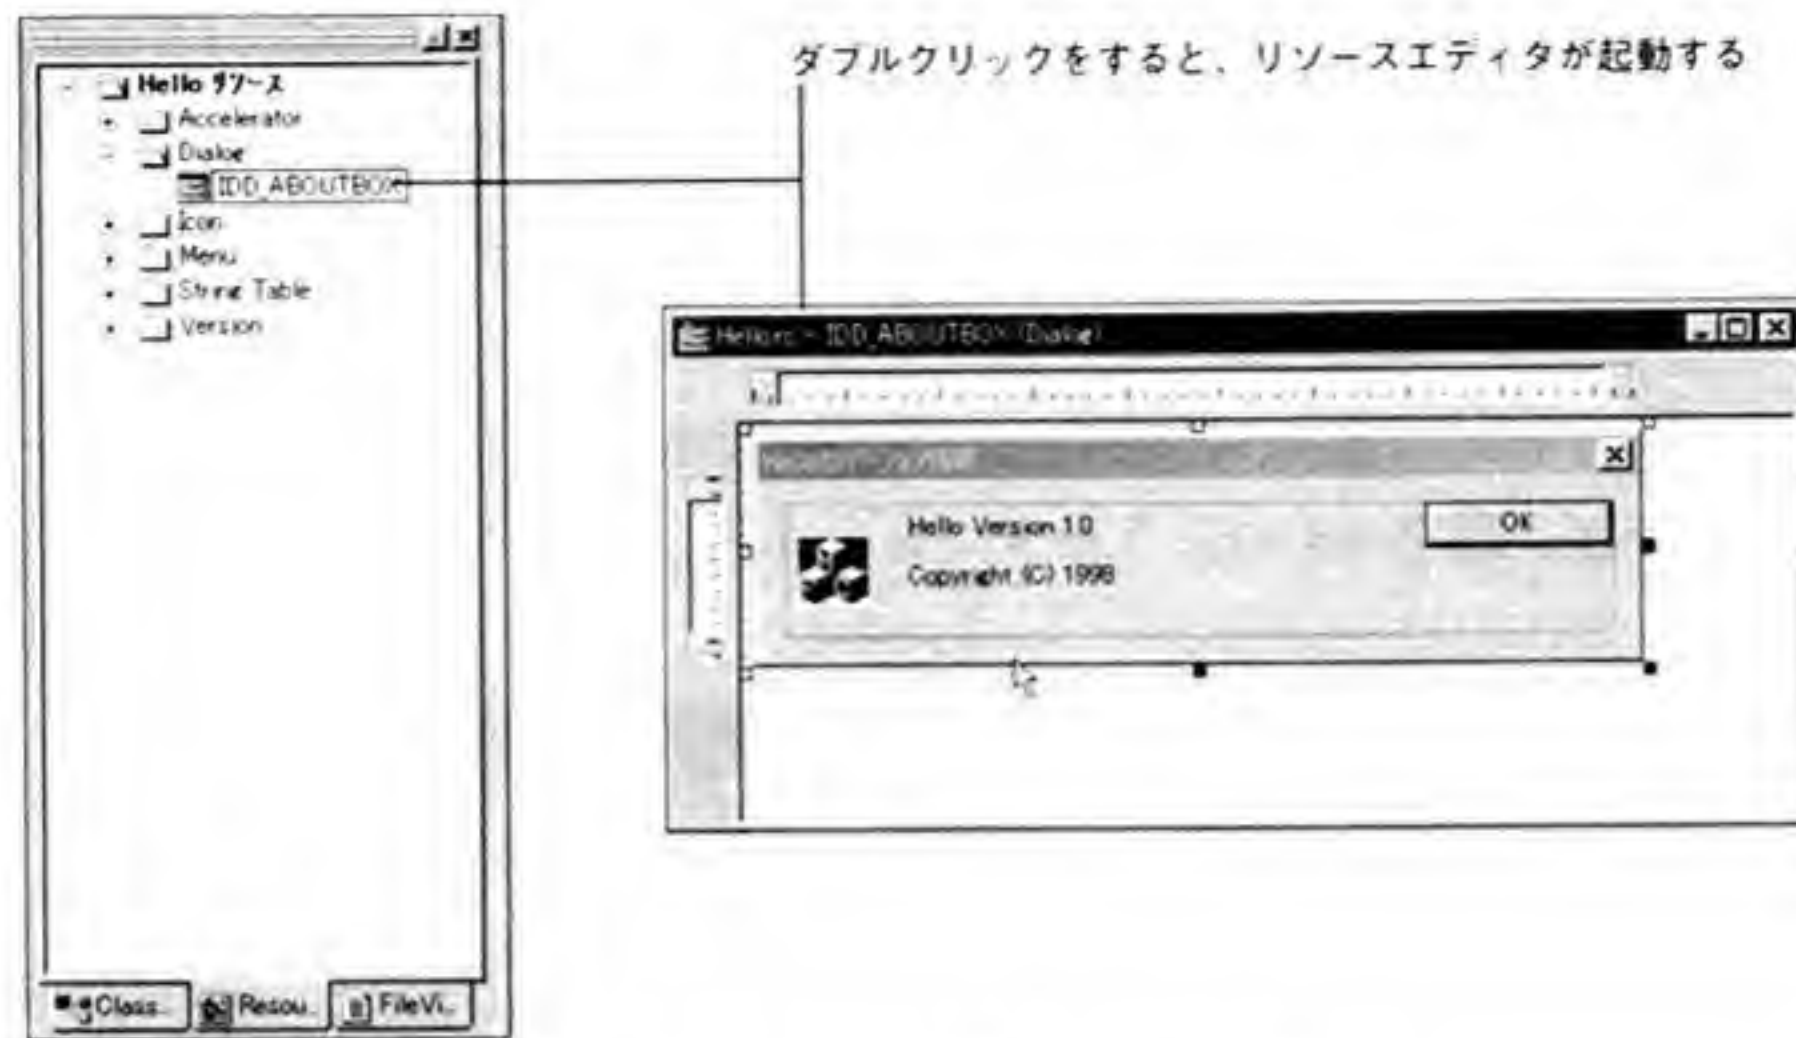 ダブルクリックをすると、リソースエディタが起動する
Hello リソース
Accelerator
Dialog
IDD_ABOUTBOX
Icon
Menu
String Table
Version
Class...
Resou...
FileVi...
Hello.rc - IDD_ABOUTBOX (Dialog)
Hello Version 1.0
Copyright (C) 1998
OK